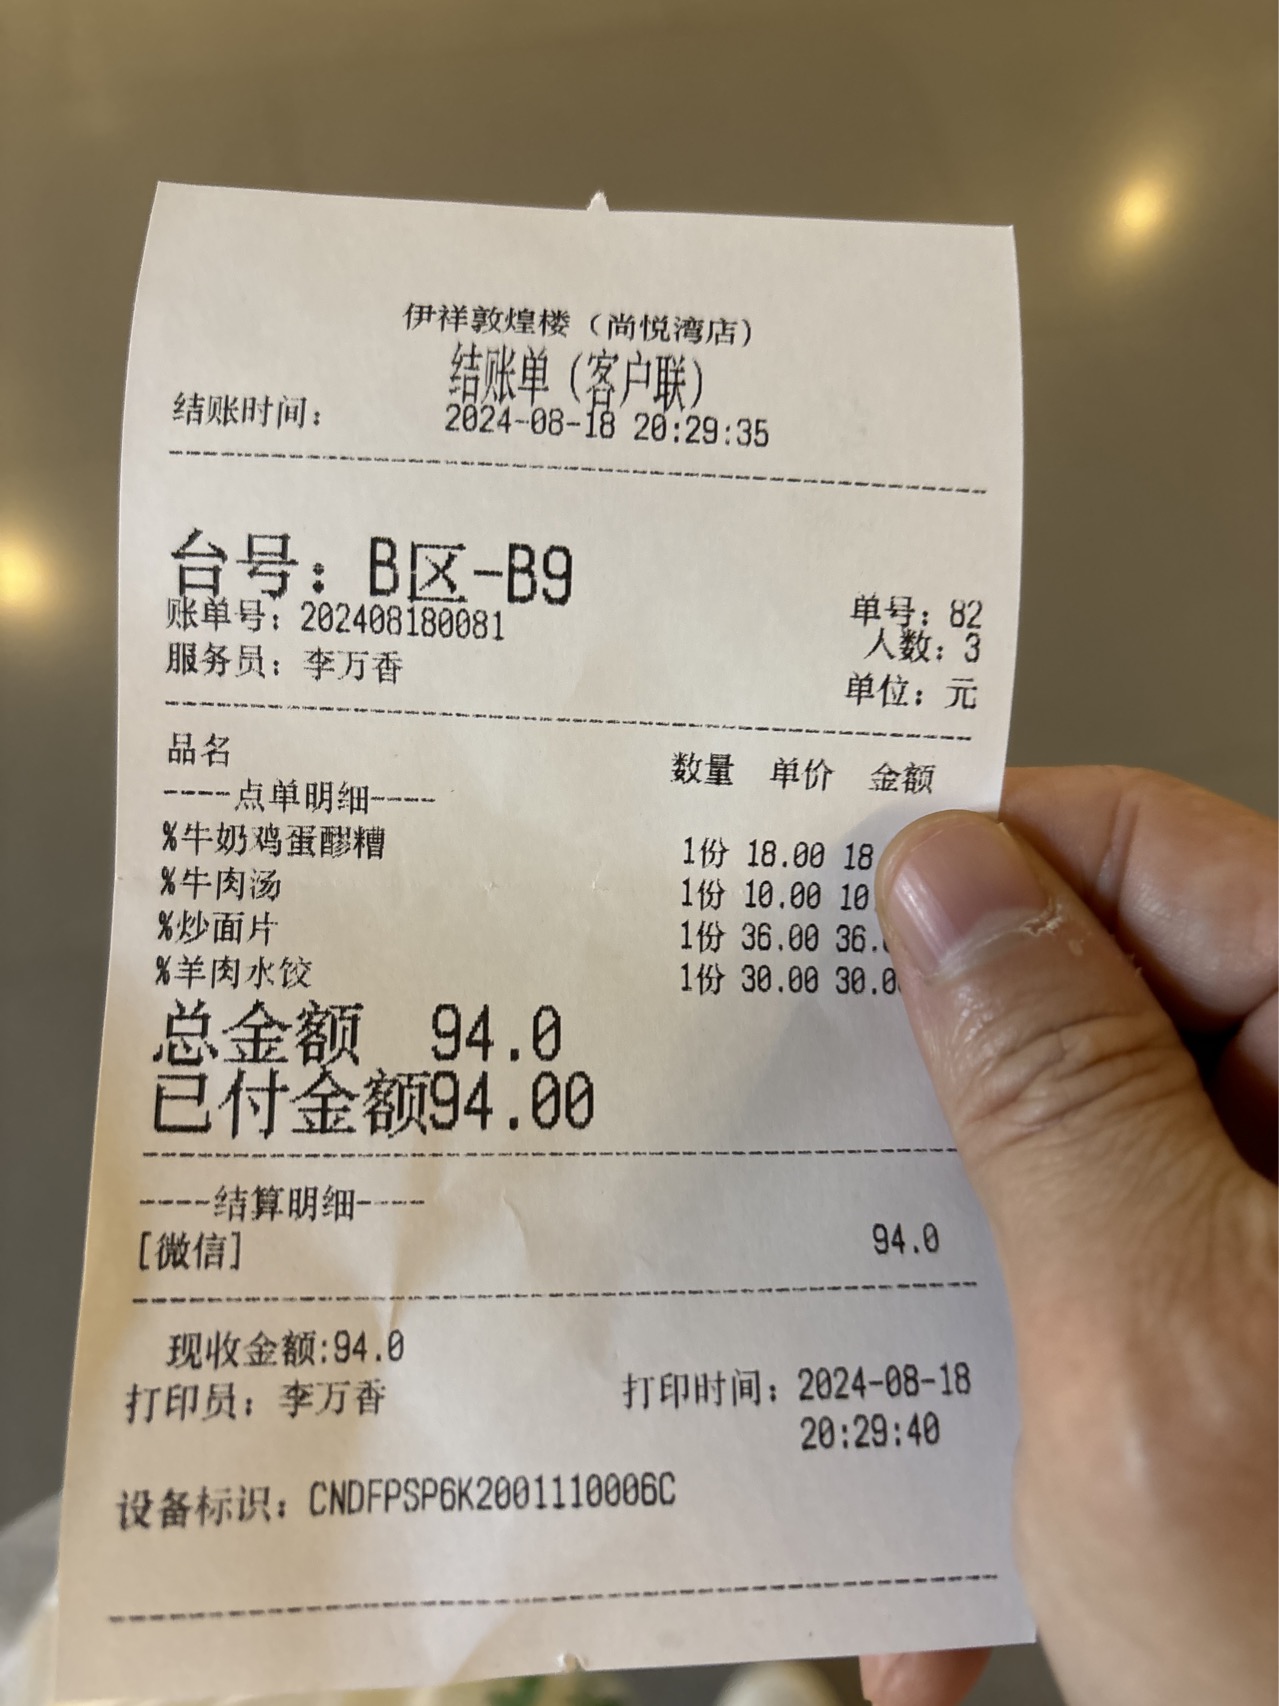 伊祥敦煌楼（尚悦湾店）
结账单（客户联）
结账时间： 2024-08-18 20:29:35
台号：B区-B9
账单号：202408180081 单号：82
人数：3
服务员：李万香 单位：元
品名 数量 单价 金额
----点单明细----
%牛奶鸡蛋醪糟 1份 18.00 18
%牛肉汤 1份 10.00 10
%炒面片 1份 36.00 36.
%羊肉水饺 1份 30.00 30.0
总金额 94.0
已付金额94.00
----结算明细----
[微信] 94.0
现收金额:94.0
打印员：李万香 打印时间：2024-08-18
20:29:40
设备标识：CNDFPSP6K2001110006C